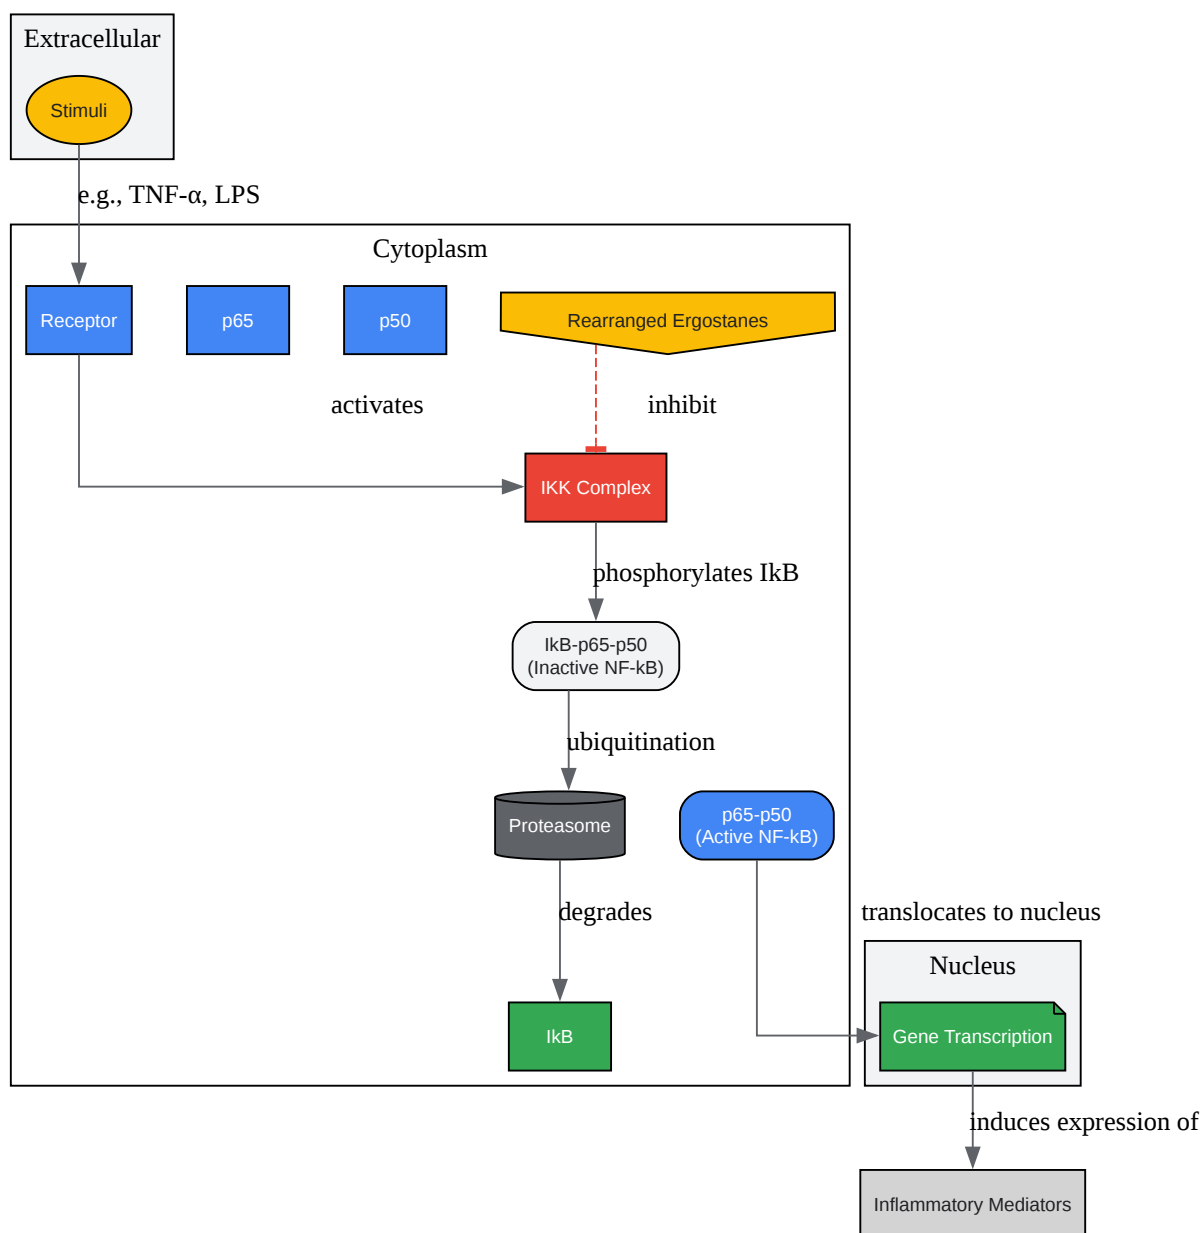 Extracellular
Stimuli
e.g., TNF-α, LPS
Cytoplasm
Receptor
p65
p50
Rearranged Ergostanes
activates
inhibit
IKK Complex
phosphorylates IkB
IkB-p65-p50
(Inactive NF-kB)
ubiquitination
Proteasome
p65-p50
(Active NF-kB)
degrades
translocates to nucleus
Nucleus
IkB
Gene Transcription
induces expression of
Inflammatory Mediators